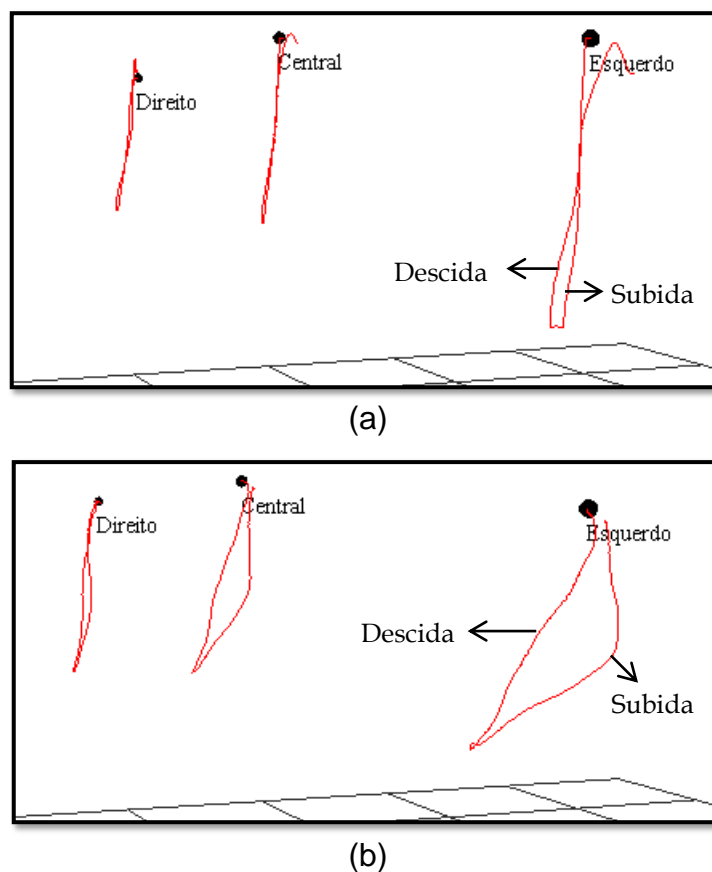 Central
Esquerdo
Direito
Descida
Subida
(a)
Central
Direito
Esquerdo
Descida
Subida
(b)